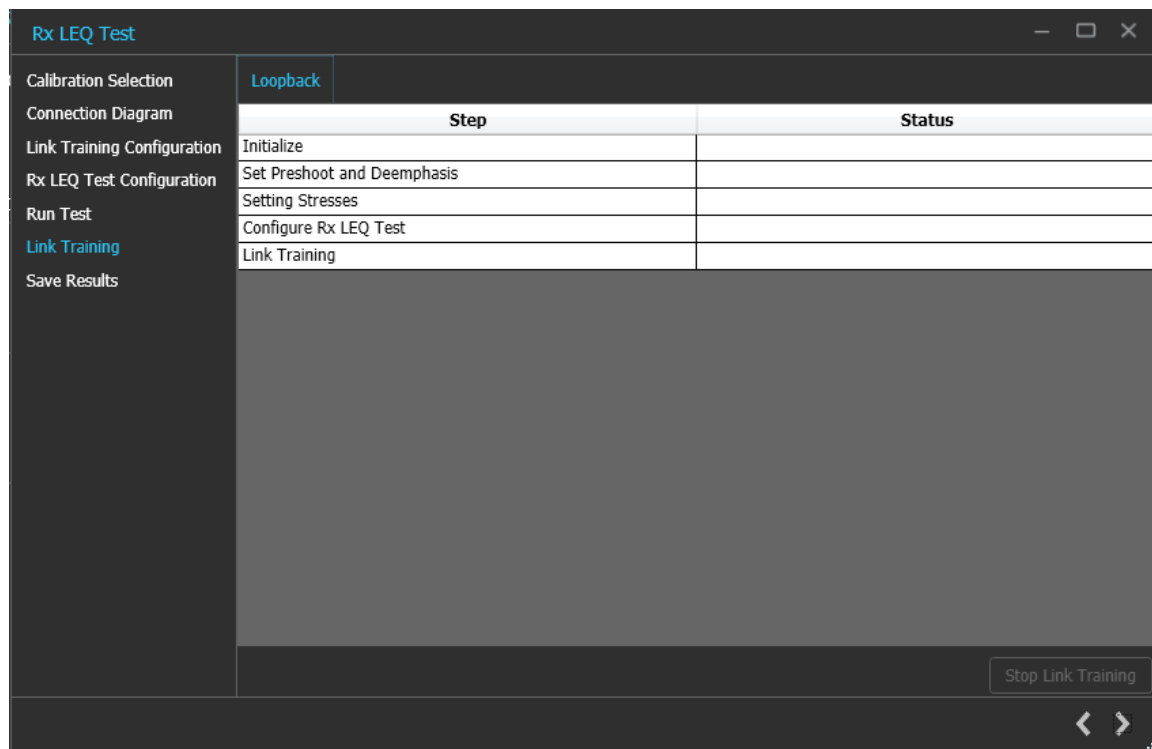 Rx LEQ Test
Calibration Selection
Connection Diagram
Link Training Configuration
Rx LEQ Test Configuration
Run Test
Link Training
Save Results
Loopback
Step Status
Initialize
Set Preshoot and Deemphasis
Setting Stresses
Configure Rx LEQ Test
Link Training
Stop Link Training